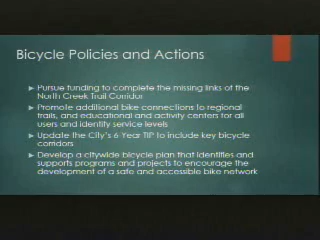 Bicycle Policies and Actions
▶ Pursue funding to complete the missing links of the
North Creek Trail Corridor
▶ Promote additional bike connections to regional
trails, and educational and activity centers for all
users and identify service levels
▶ Update the City's 6-Year TIP to include key bicycle
corridors
▶ Develop a citywide bicycle plan that identifies and
supports programs and projects to encourage the
development of a safe and accessible bike network